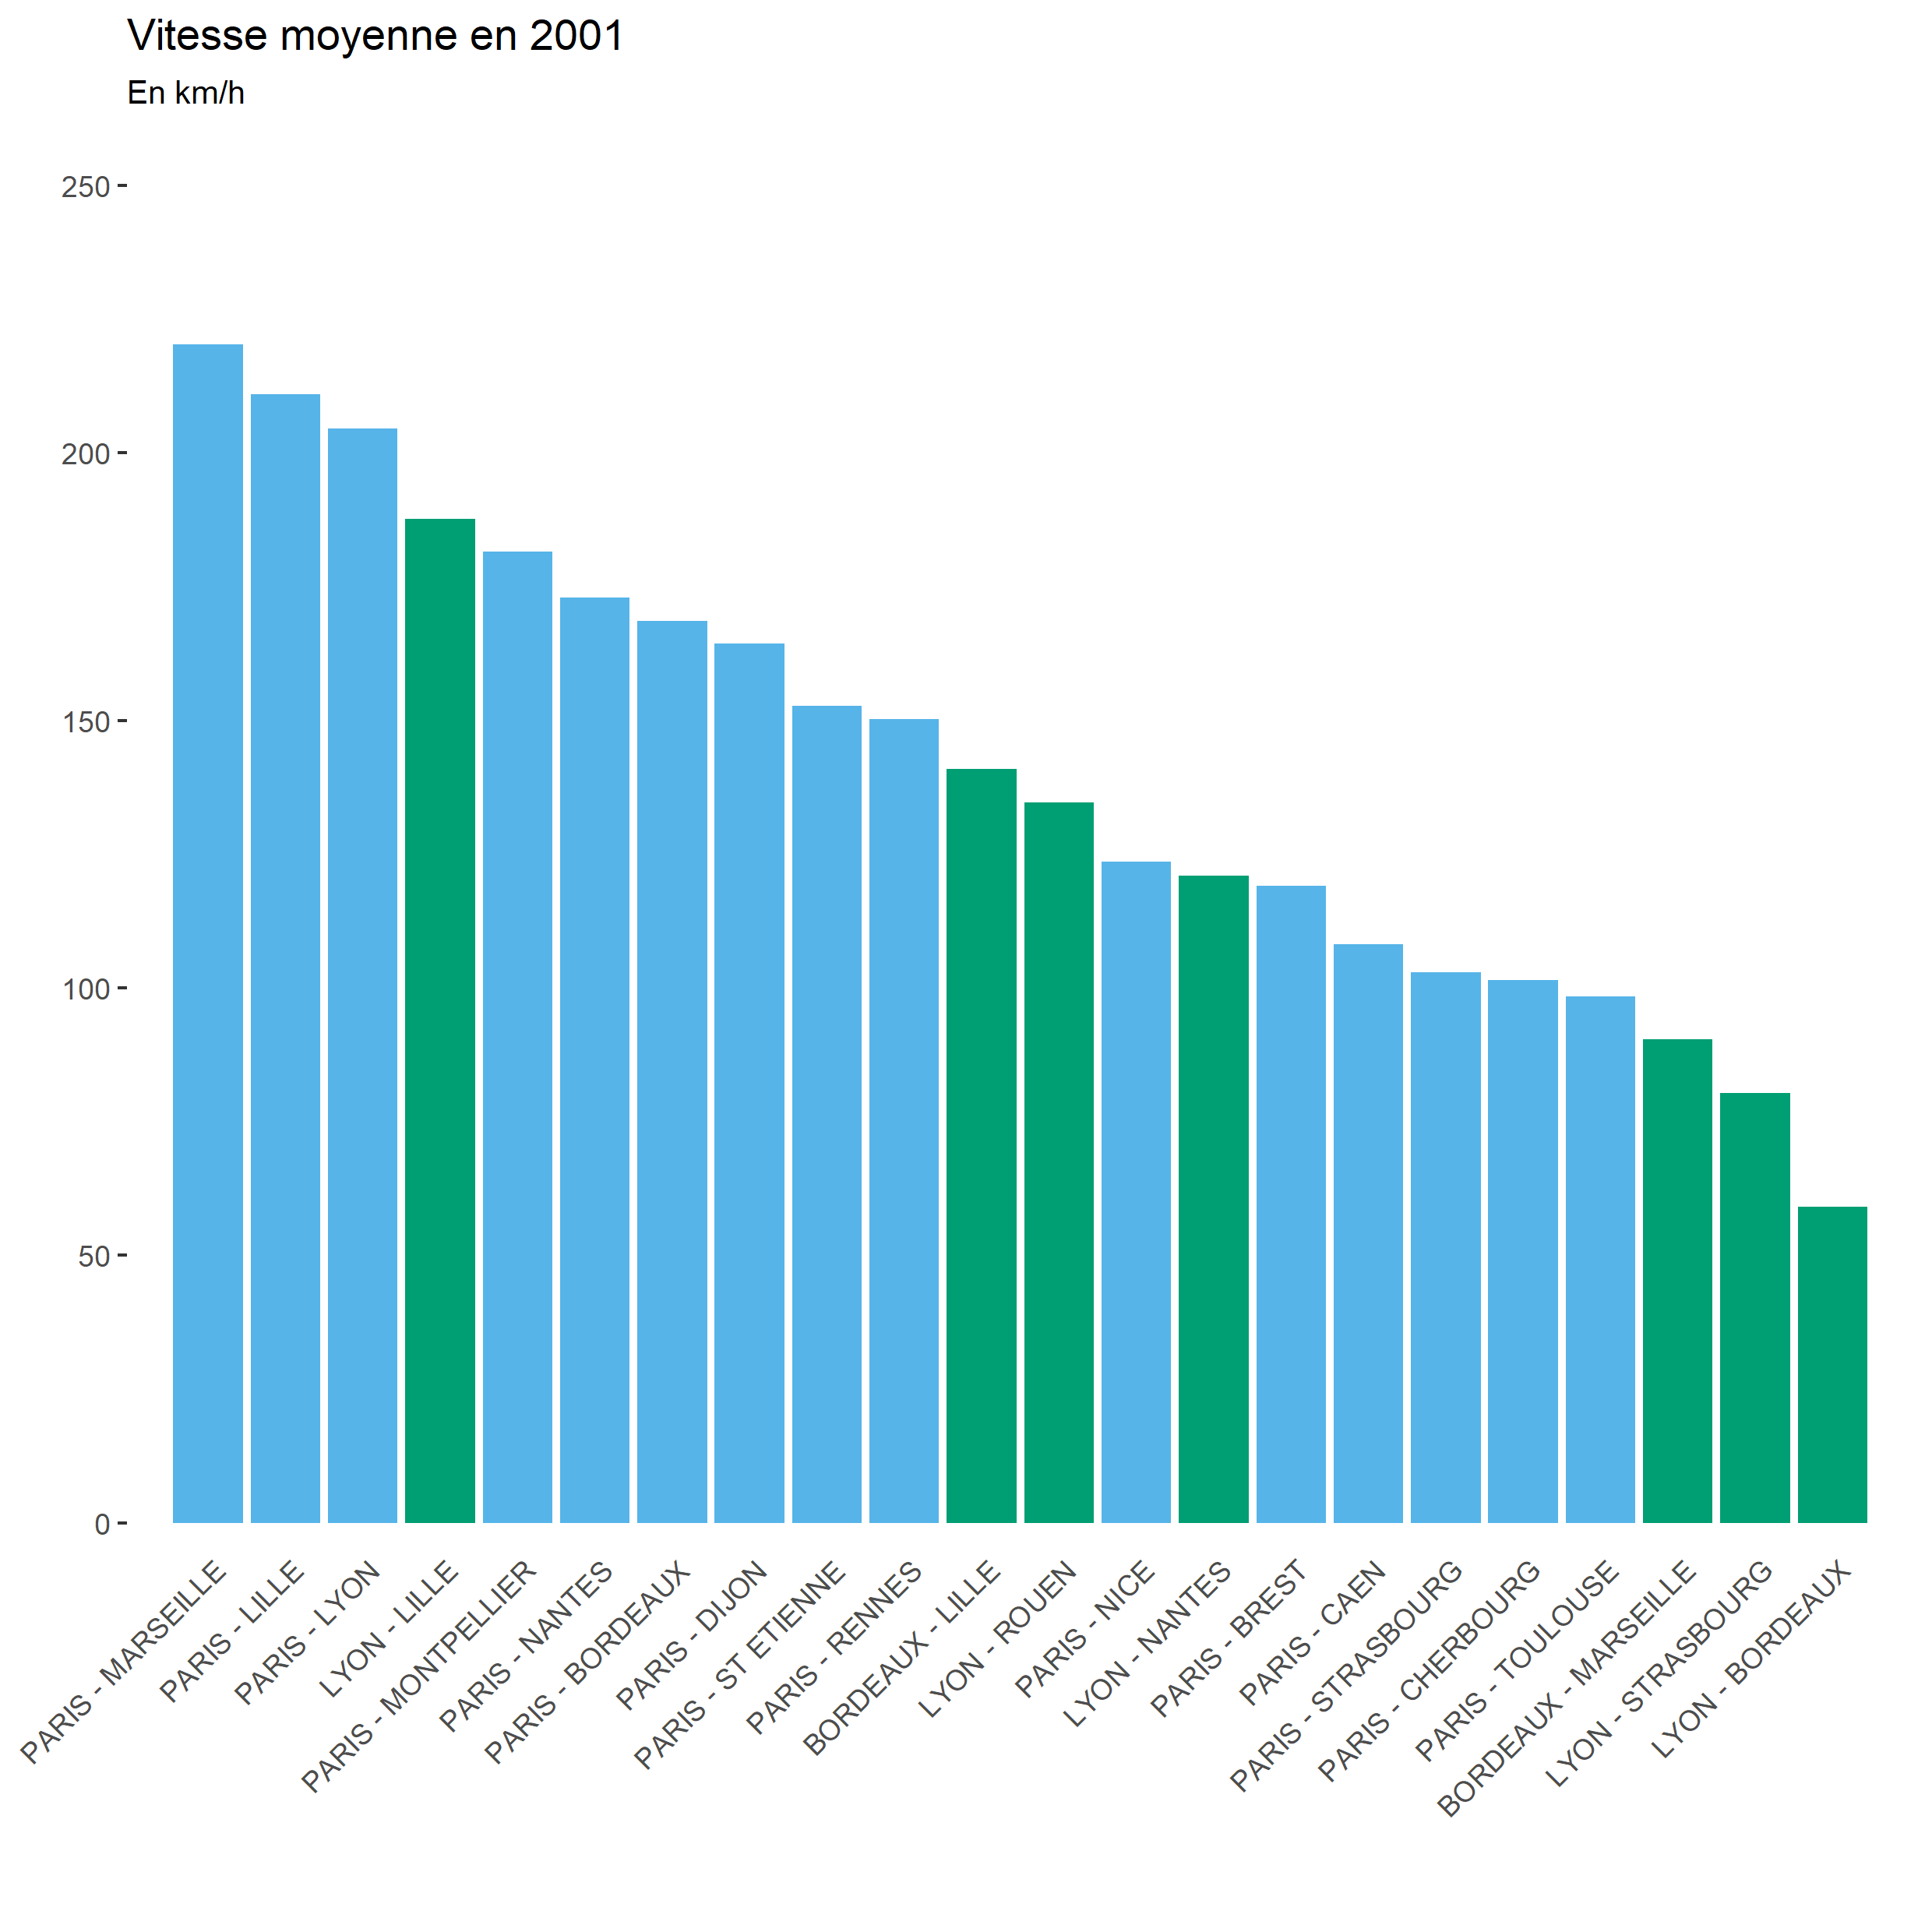 Vitesse moyenne en 2001
En km/h
250
200
150
100
50
0
PARIS - MARSEILLE
PARIS - LILLE
PARIS - LYON
LYON - LILLE
PARIS - MONTPELLIER
PARIS - NANTES
PARIS - BORDEAUX
PARIS - DIJON
PARIS - ST ETIENNE
PARIS - RENNES
BORDEAUX - LILLE
LYON - ROUEN
PARIS - NICE
LYON - NANTES
PARIS - BREST
PARIS - CAEN
PARIS - STRASBOURG
PARIS - CHERBOURG
PARIS - TOULOUSE
BORDEAUX - MARSEILLE
LYON - STRASBOURG
LYON - BORDEAUX